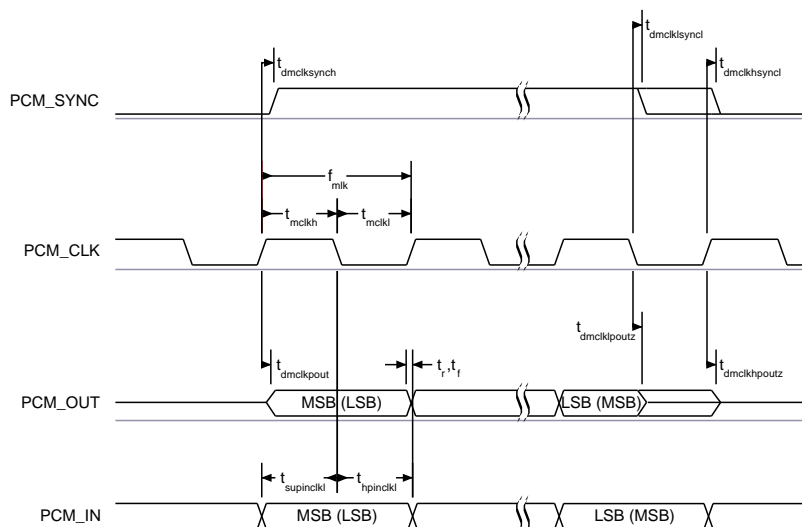 t dmclklsyncl
t dmclksynch
t dmclkhsyncl
PCM_SYNC
f mlk
t mclkh
t mclkl
PCM_CLK
t dmclklpoutz
t dmclkpout
t r ,t f
t dmclkhpoutz
PCM_OUT
MSB (LSB)
LSB (MSB)
t supinclkl
t hpinclkl
PCM_IN
MSB (LSB)
LSB (MSB)